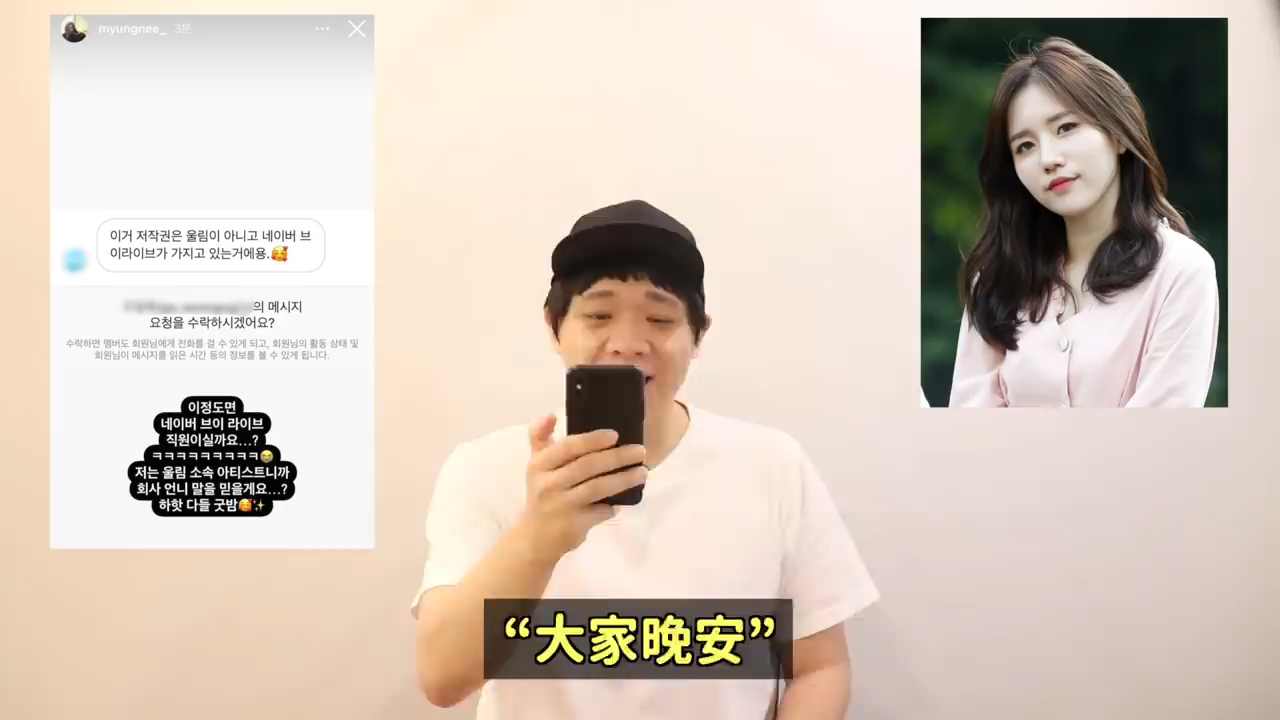 myungnee_ 3분
이거 저작권은 울림이 아니고 네이버 브
이라이브가 가지고 있는거에용.🥰
의 메시지
요청을 수락하시겠어요?
수락하면 멤버도 회원님에게 전화를 걸 수 있게 되고, 회원님의 활동 상태 및
회원님이 메시지를 읽은 시간 등의 정보를 볼 수 있게 됩니다.
이정도면
네이버 브이 라이브
직원이실까요...?
ㅋㅋㅋㅋㅋㅋㅋㅋㅋ😭
저는 울림 소속 아티스트니까
회사 언니 말을 믿을게요...?
하핫 다들 굿밤🥰✨
“大家晚安”